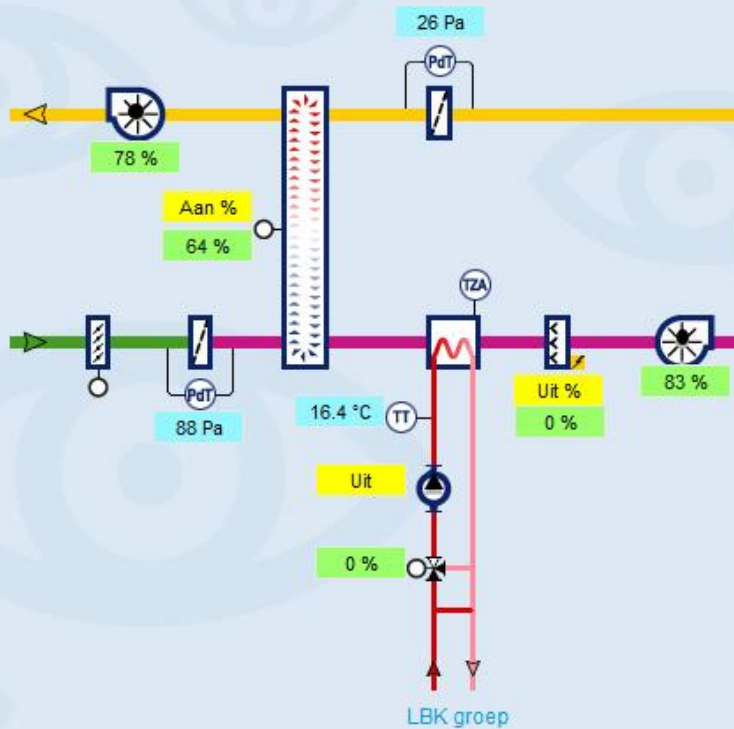 26 Pa
PdT
78 %
Aan %
64 %
TZA
PdT
88 Pa
Uit %
0 %
83 %
16.4 °C
TT
Uit
0 %
LBK groep